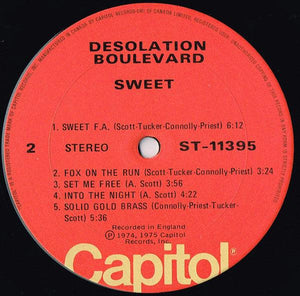 DESOLATION
BOULEVARD
SWEET
1. SWEET F.A. (Scott-Tucker-Connolly-Priest) 6:12
2 STEREO ST-11395
2. FOX ON THE RUN (Scott-Tucker-Connolly-Priest) 3:24
3. SET ME FREE (A. Scott) 3:56
4. INTO THE NIGHT (A. Scott) 4:22
5. SOLID GOLD BRASS (Connolly-Priest-Scott-Tucker)
5:36
Recorded in England
Ⓟ 1974, 1975 Capitol
Records, Inc.
Capitol®